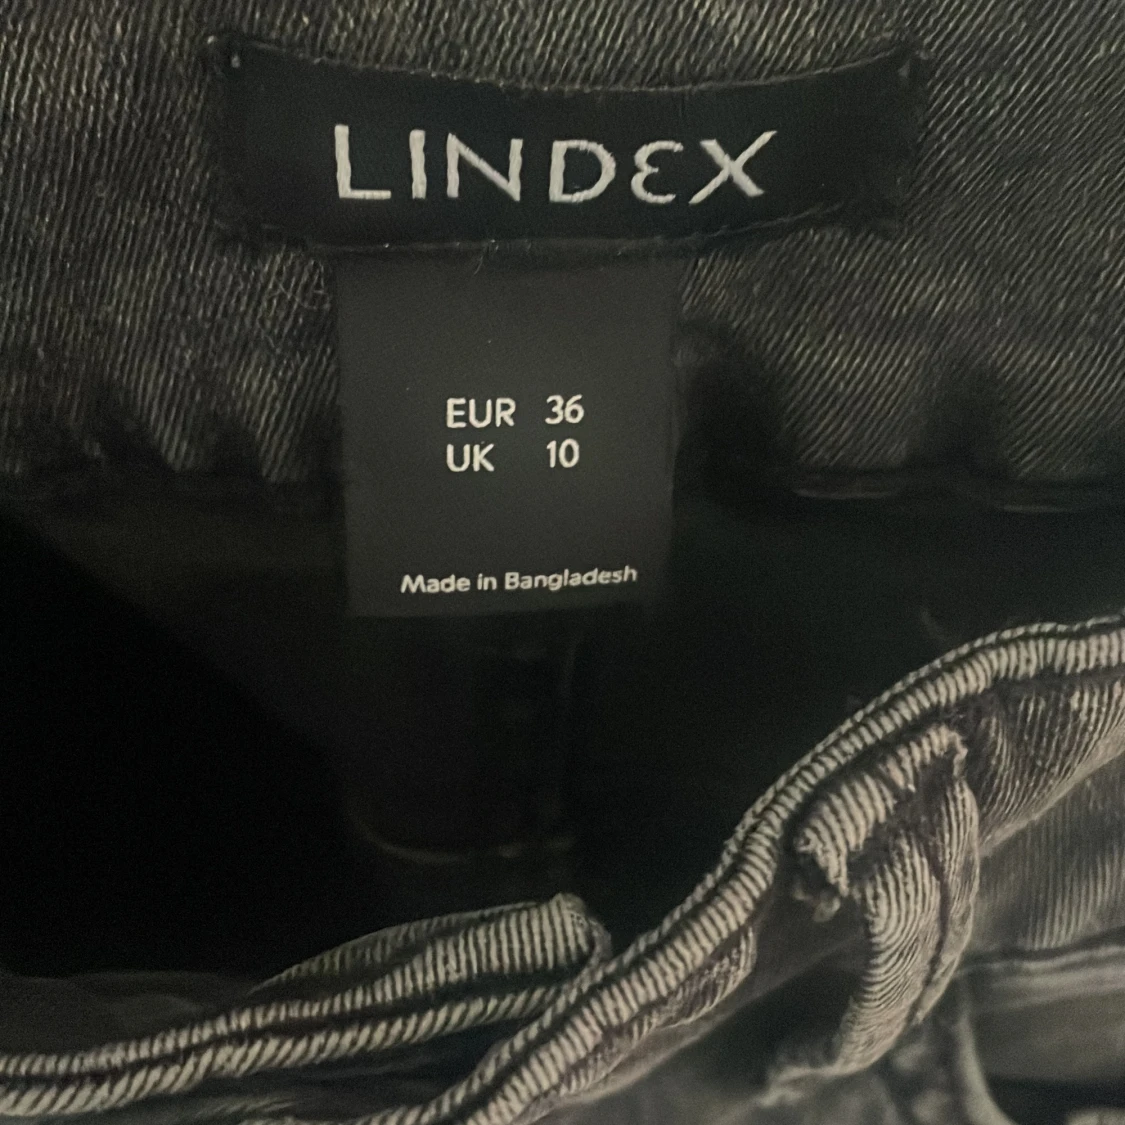 LINDEX
EUR 36
UK 10
Made in Bangladesh